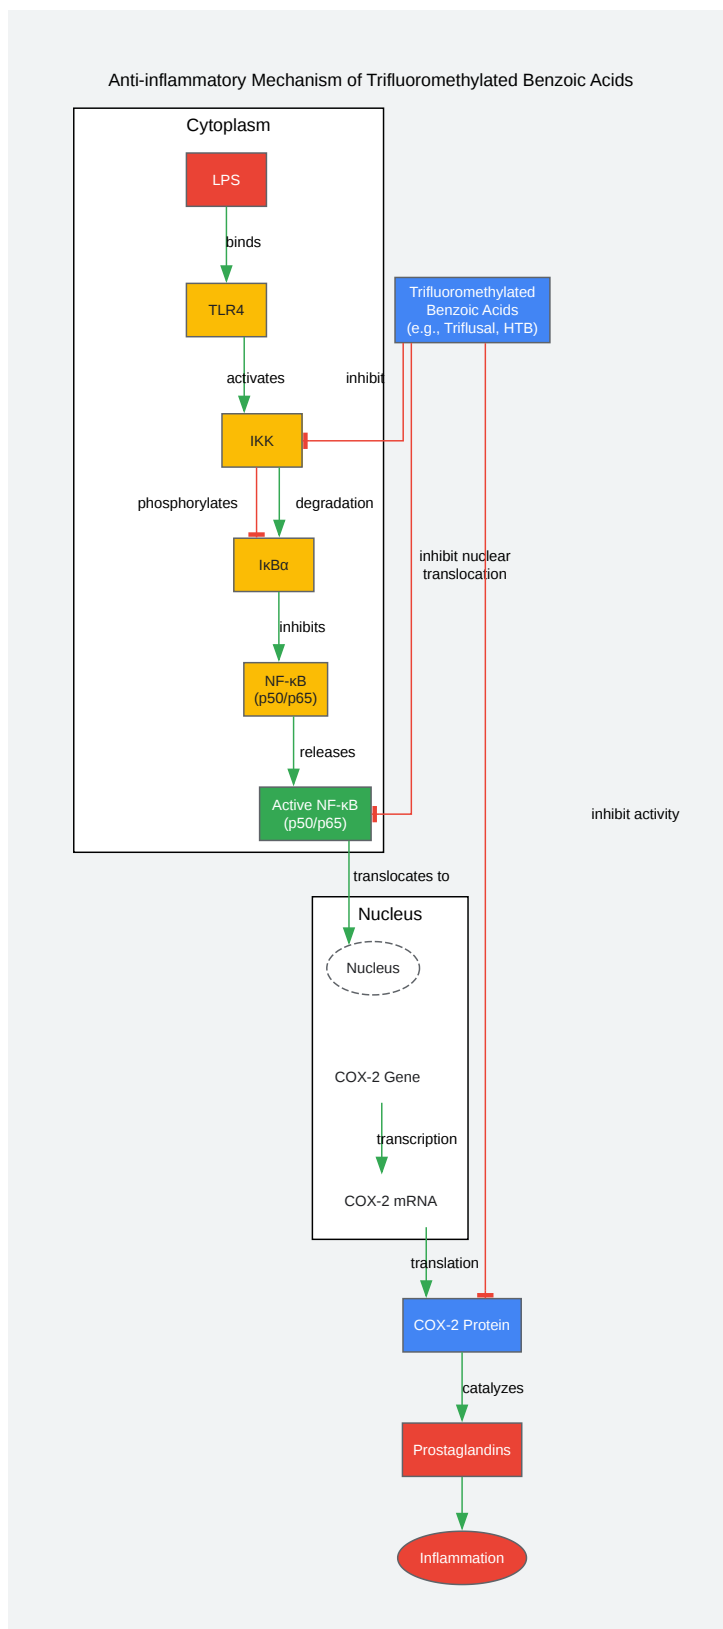 Anti-inflammatory Mechanism of Trifluoromethylated Benzoic Acids
Cytoplasm
LPS
binds
TLR4
Trifluoromethylated
Benzoic Acids
(e.g., Triflusal, HTB)
activates
inhibit
IKK
phosphorylates
degradation
inhibit nuclear
translocation
IκBα
inhibits
NF-κB
(p50/p65)
releases
Active NF-κB
(p50/p65)
inhibit activity
translocates to
Nucleus
Nucleus
COX-2 Gene
transcription
COX-2 mRNA
translation
COX-2 Protein
catalyzes
Prostaglandins
Inflammation